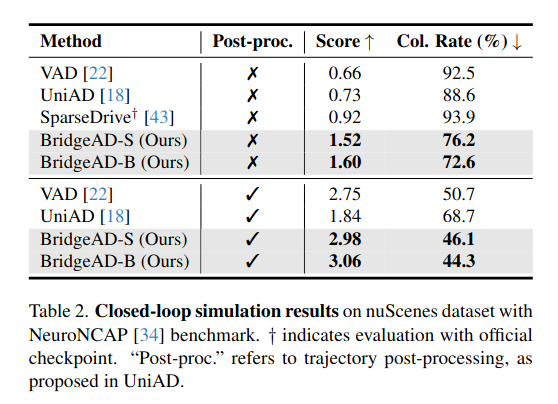 Method Post-proc. Score ↑ Col. Rate (%) ↓
VAD [22] ✗ 0.66 92.5
UniAD [18] ✗ 0.73 88.6
SparseDrive† [43] ✗ 0.92 93.9
BridgeAD-S (Ours) ✗ 1.52 76.2
BridgeAD-B (Ours) ✗ 1.60 72.6
VAD [22] ✓ 2.75 50.7
UniAD [18] ✓ 1.84 68.7
BridgeAD-S (Ours) ✓ 2.98 46.1
BridgeAD-B (Ours) ✓ 3.06 44.3
Table 2. Closed-loop simulation results on nuScenes dataset with
NeuroNCAP [34] benchmark. † indicates evaluation with official
checkpoint. “Post-proc.” refers to trajectory post-processing, as
proposed in UniAD.